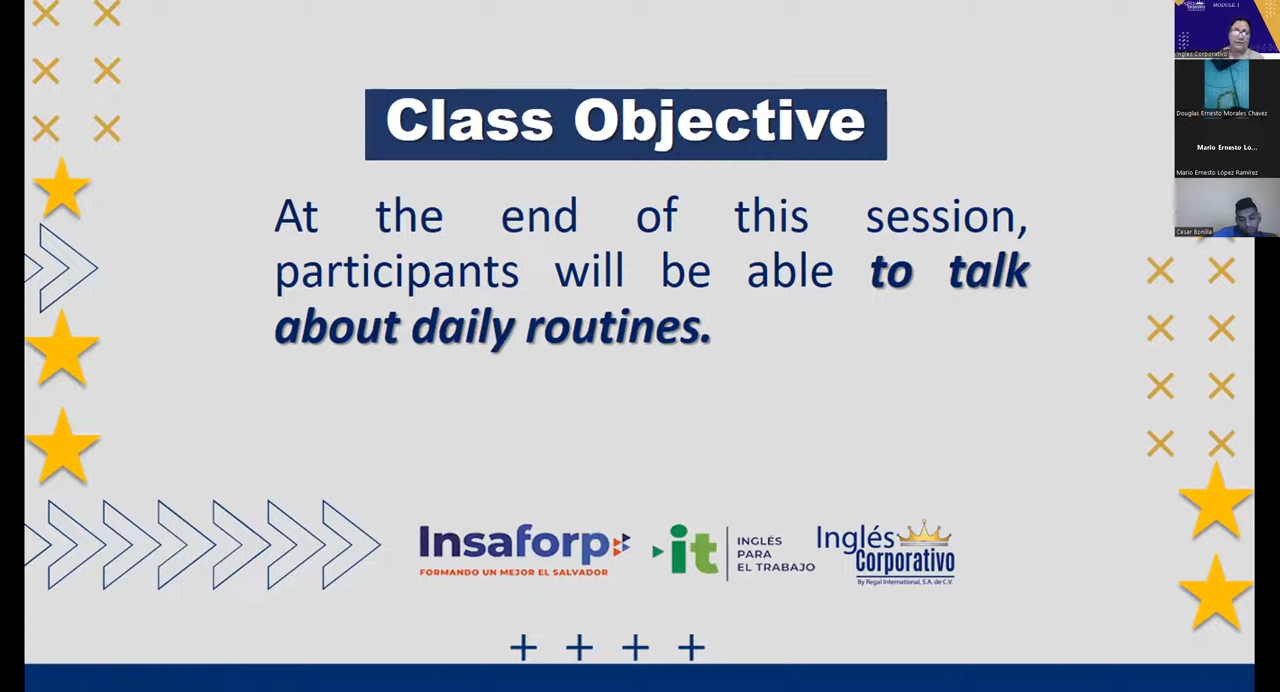 Class Objective
At the end of this session,
participants will be able to talk
about daily routines.
Insaforp
FORMANDO UN MEJOR EL SALVADOR
it
INGLÉS
PARA
EL TRABAJO
Inglés
Corporativo
By Regal International, S.A. de C.V.
MODULE 1
Inglés Corporativo
Douglas Ernesto Morales Chavez
Mario Ernesto Ló...
Mario Ernesto López Ramírez
Cesar Bonilla